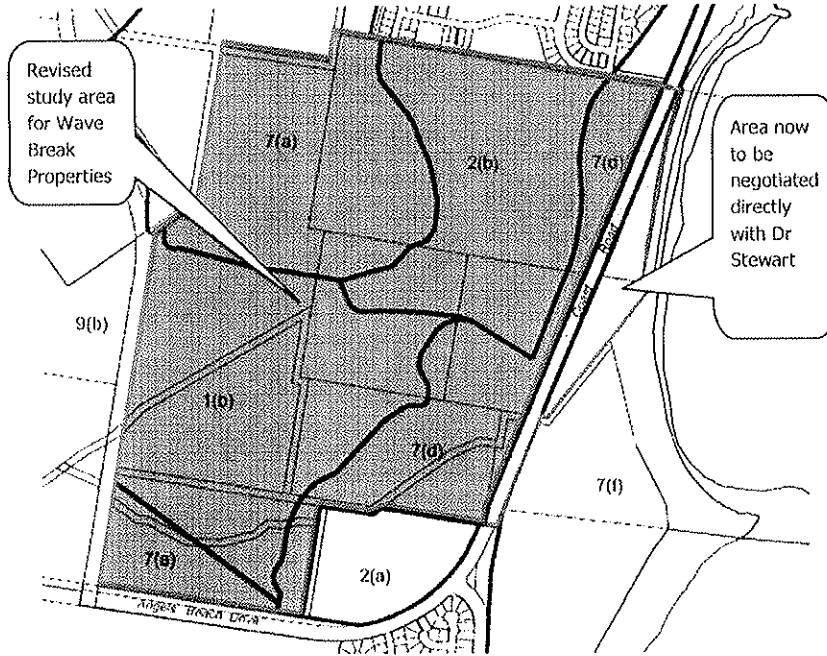 Revised
study area
for Wave
Break
Properties
Area now
to be
negotiated
directly
with Dr
Stewart
7(a)
2(b)
7(d)
Coast Road
9(b)
1(b)
7(d)
7(f)
7(a)
2(a)
Angels Beach Drive